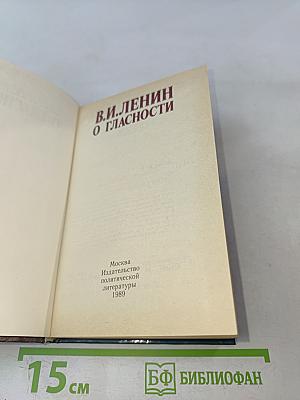 В.И.ЛЕНИН
О ГЛАСНОСТИ
Москва
Издательство
политической
литературы
1989
15 см
БФ БИБЛИОФАН